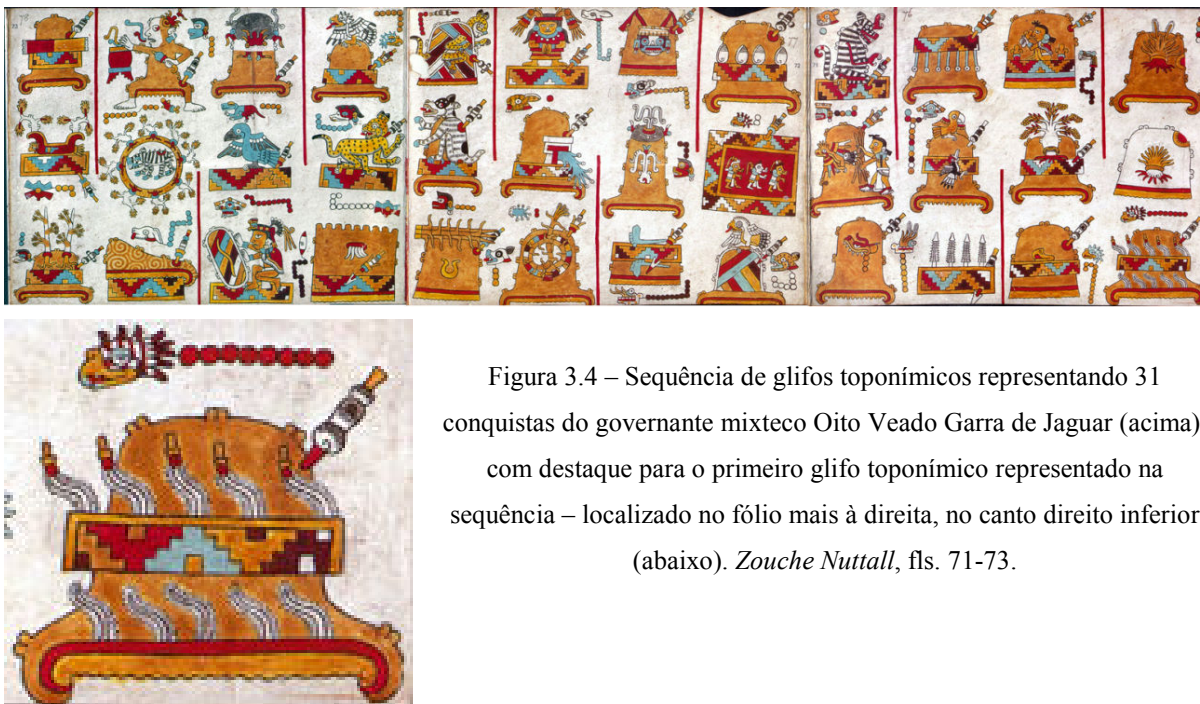 Figura 3.4 – Sequência de glifos toponímicos representando 31
conquistas do governante mixteco Oito Veado Garra de Jaguar (acima)
com destaque para o primeiro glifo toponímico representado na
sequência – localizado no fólio mais à direita, no canto direito inferior
(abaixo). Zouche Nuttall, fls. 71-73.